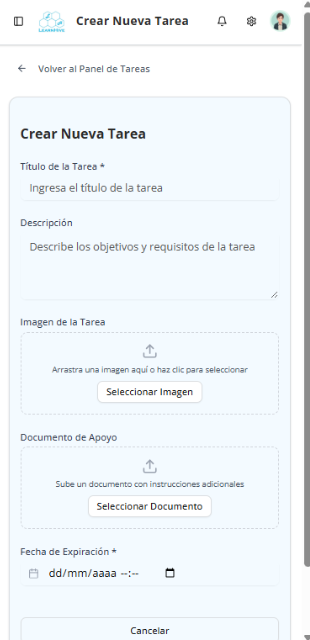 Crear Nueva Tarea
Volver al Panel de Tareas
Crear Nueva Tarea
Título de la Tarea *
Ingresa el título de la tarea
Descripción
Describe los objetivos y requisitos de la tarea
Imagen de la Tarea
Arrastra una imagen aquí o haz clic para seleccionar
Seleccionar Imagen
Documento de Apoyo
Sube un documento con instrucciones adicionales
Seleccionar Documento
Fecha de Expiración *
dd/mm/aaaa --:--
Cancelar